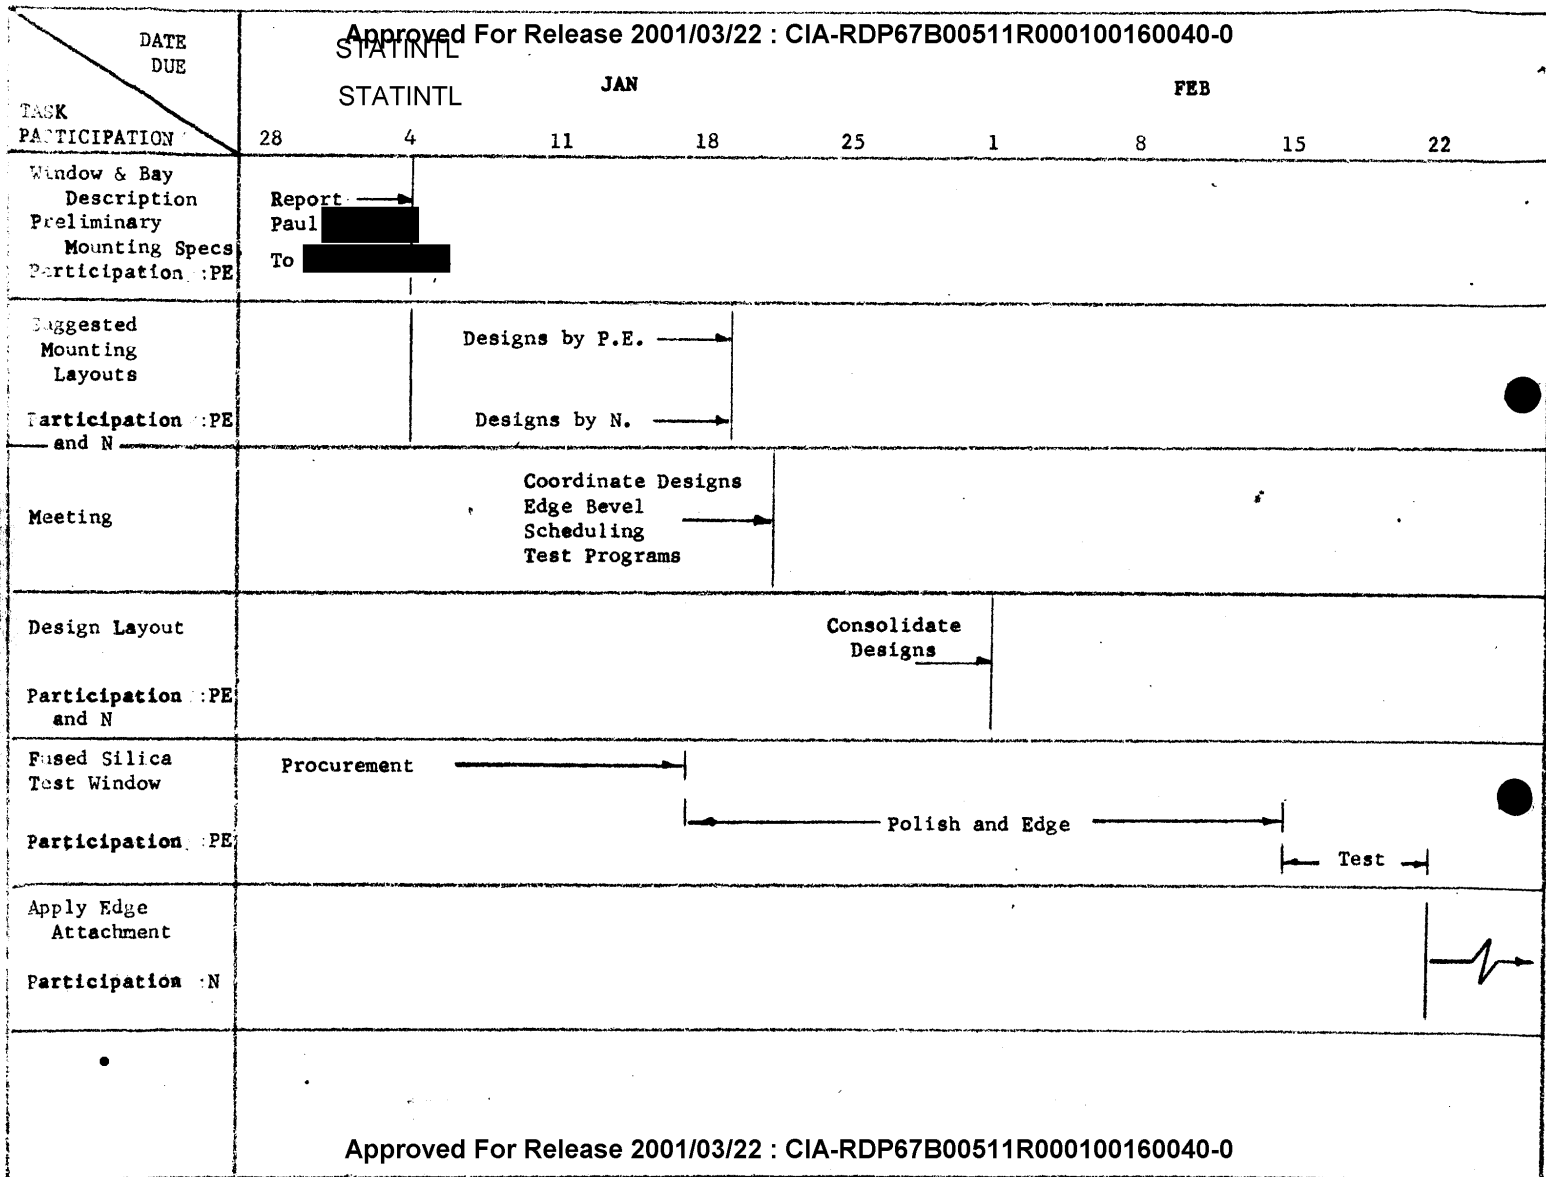 Approved For Release 2001/03/22 : CIA-RDP67B00511R000100160040-0
STATINTL
STATINTL
DATE
DUE
TASK
PARTICIPATION
JAN
FEB
28 4 11 18 25 1 8 15 22
Window & Bay
Description
Preliminary
Mounting Specs
Participation :PE
Report
Paul
To
Suggested
Mounting
Layouts
Participation :PE
and N
Designs by P.E.
Designs by N.
Meeting
Coordinate Designs
Edge Bevel
Scheduling
Test Programs
Design Layout
Participation :PE
and N
Consolidate
Designs
Fused Silica
Test Window
Participation :PE
Procurement
Polish and Edge
Test
Apply Edge
Attachment
Participation :N
Approved For Release 2001/03/22 : CIA-RDP67B00511R000100160040-0